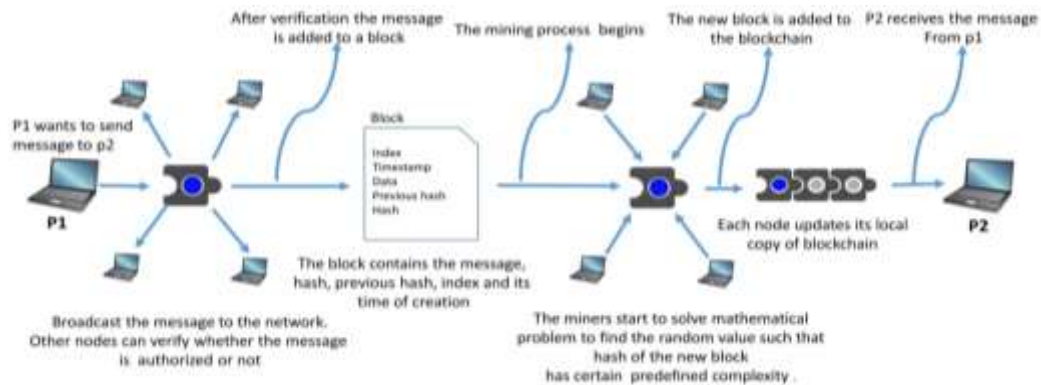 After verification the message
is added to a block
The mining process begins
The new block is added to
the blockchain
P2 receives the message
From p1
P1 wants to send
message to p2
P1
Block
Index
Timestamp
Data
Previous hash
Hash
Each node updates its local
copy of blockchain
P2
The block contains the message,
hash, previous hash, index and its
time of creation
Broadcast the message to the network.
Other nodes can verify whether the message
is authorized or not
The miners start to solve mathematical
problem to find the random value such that
hash of the new block
has certain predefined complexity .